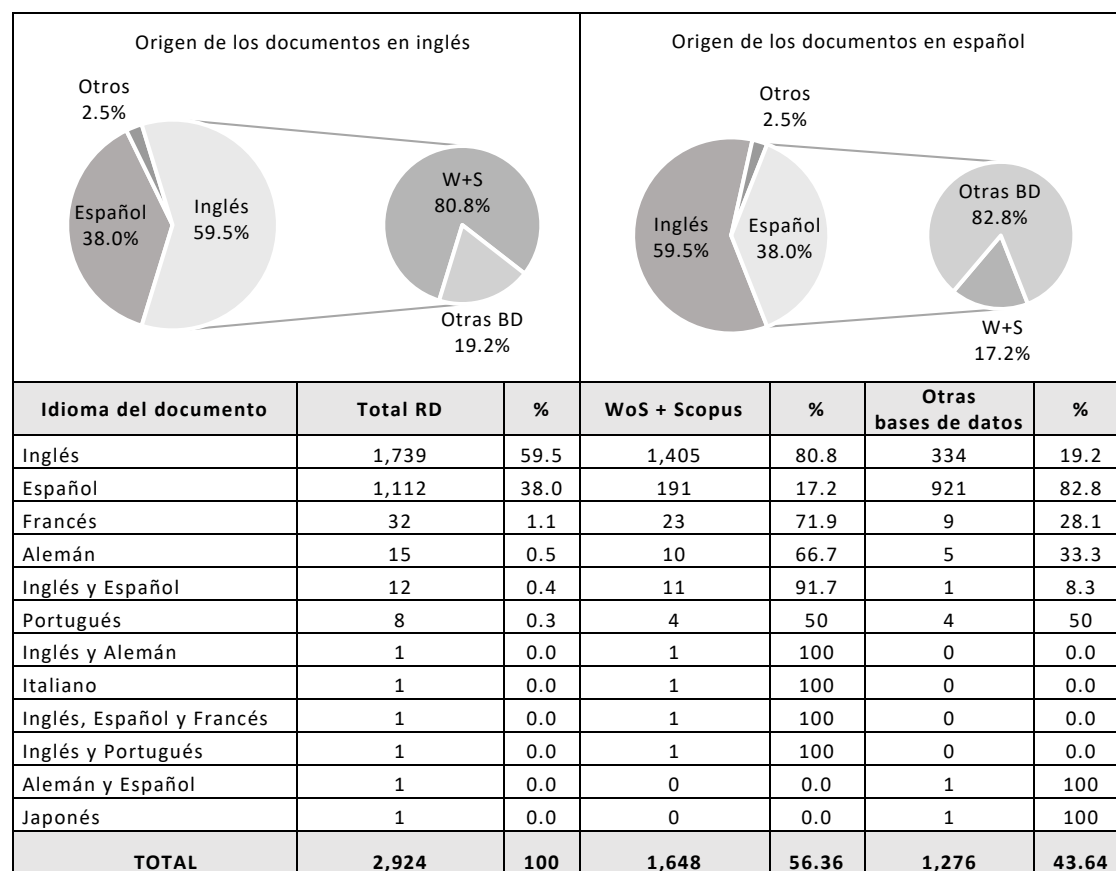 Origen de los documentos en inglés
Otros
2.5%
Español
38.0%
Inglés
59.5%
W+S
80.8%
Otras BD
19.2%
Origen de los documentos en español
Otros
2.5%
Inglés
59.5%
Español
38.0%
Otras BD
82.8%
W+S
17.2%
Idioma del documento Total RD % WoS + Scopus % Otras bases de datos %
Inglés 1,739 59.5 1,405 80.8 334 19.2
Español 1,112 38.0 191 17.2 921 82.8
Francés 32 1.1 23 71.9 9 28.1
Alemán 15 0.5 10 66.7 5 33.3
Inglés y Español 12 0.4 11 91.7 1 8.3
Portugués 8 0.3 4 50 4 50
Inglés y Alemán 1 0.0 1 100 0 0.0
Italiano 1 0.0 1 100 0 0.0
Inglés, Español y Francés 1 0.0 1 100 0 0.0
Inglés y Portugués 1 0.0 1 100 0 0.0
Alemán y Español 1 0.0 0 0.0 1 100
Japonés 1 0.0 0 0.0 1 100
TOTAL 2,924 100 1,648 56.36 1,276 43.64